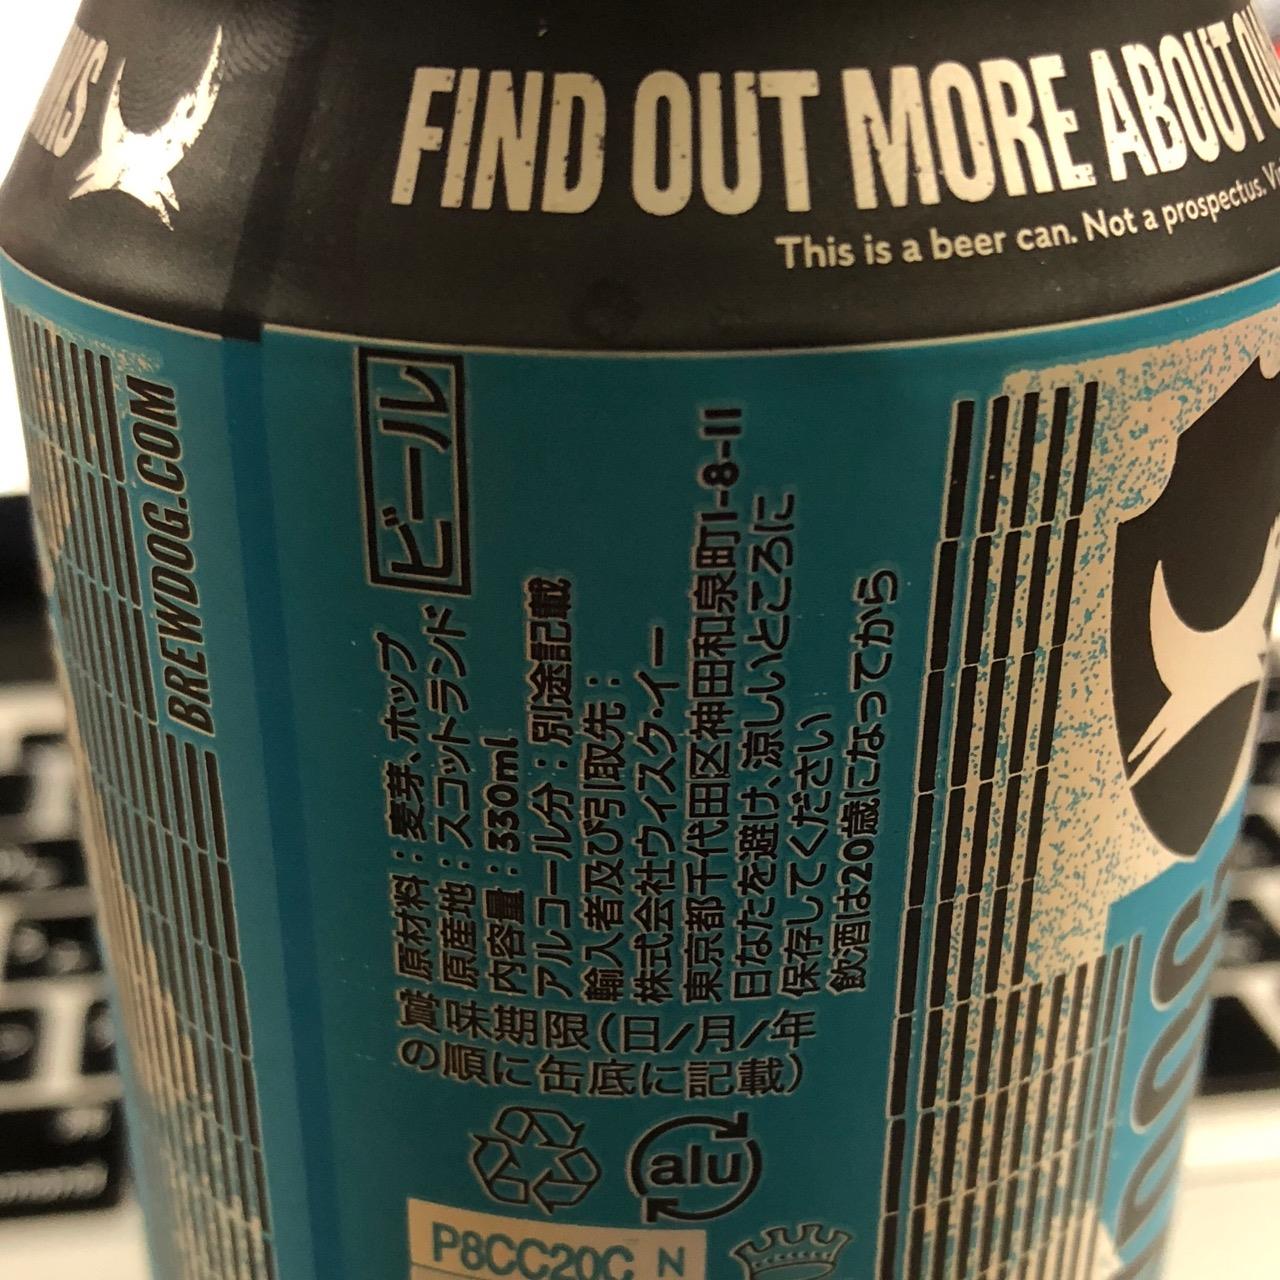 FIND OUT MORE ABOUT
This is a beer can. Not a prospectus.
BREWDOG.COM
ビール
原材料：麦芽、ホップ
原産地：スコットランド
内容量：330ml
アルコール分：別途記載
輸入者及び引取先：
株式会社ウィスク・イー
東京都千代田区神田和泉町1-8-11
日なたを避け、涼しいところに
保存してください
飲酒は20歳になってから
賞味期限(日/月/年
の順に缶底に記載)
alu
P8CC20C N